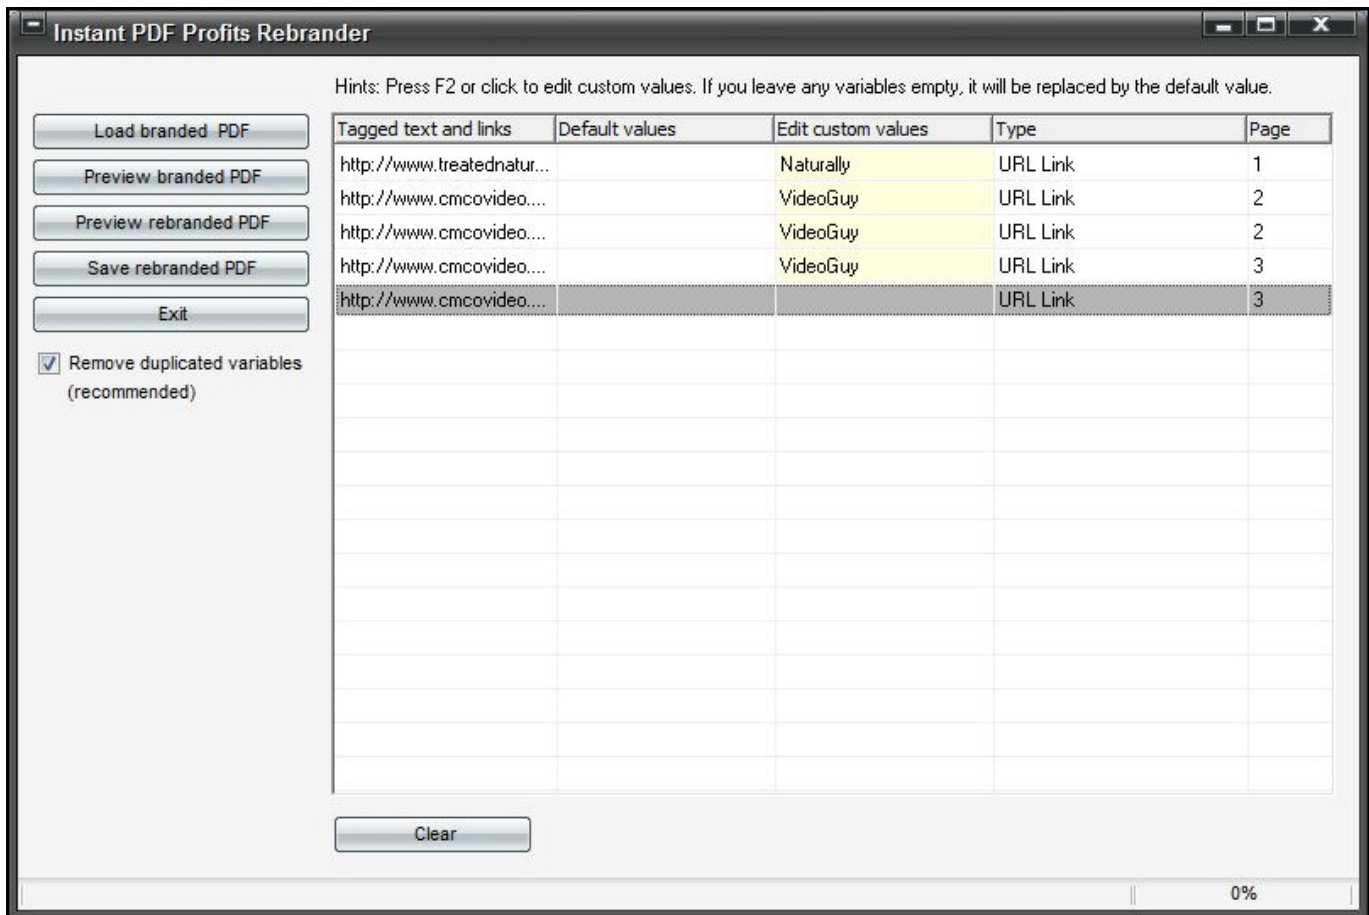 Instant PDF Profits Rebrander
Hints: Press F2 or click to edit custom values. If you leave any variables empty, it will be replaced by the default value.
Load branded PDF
Preview branded PDF
Preview rebranded PDF
Save rebranded PDF
Exit
Remove duplicated variables
(recommended)
Tagged text and links Default values Edit custom values Type Page
http://www.treatednatur... Naturally URL Link 1
http://www.cmcovideo.... VideoGuy URL Link 2
http://www.cmcovideo.... VideoGuy URL Link 2
http://www.cmcovideo.... VideoGuy URL Link 3
http://www.cmcovideo.... URL Link 3
Clear
0%